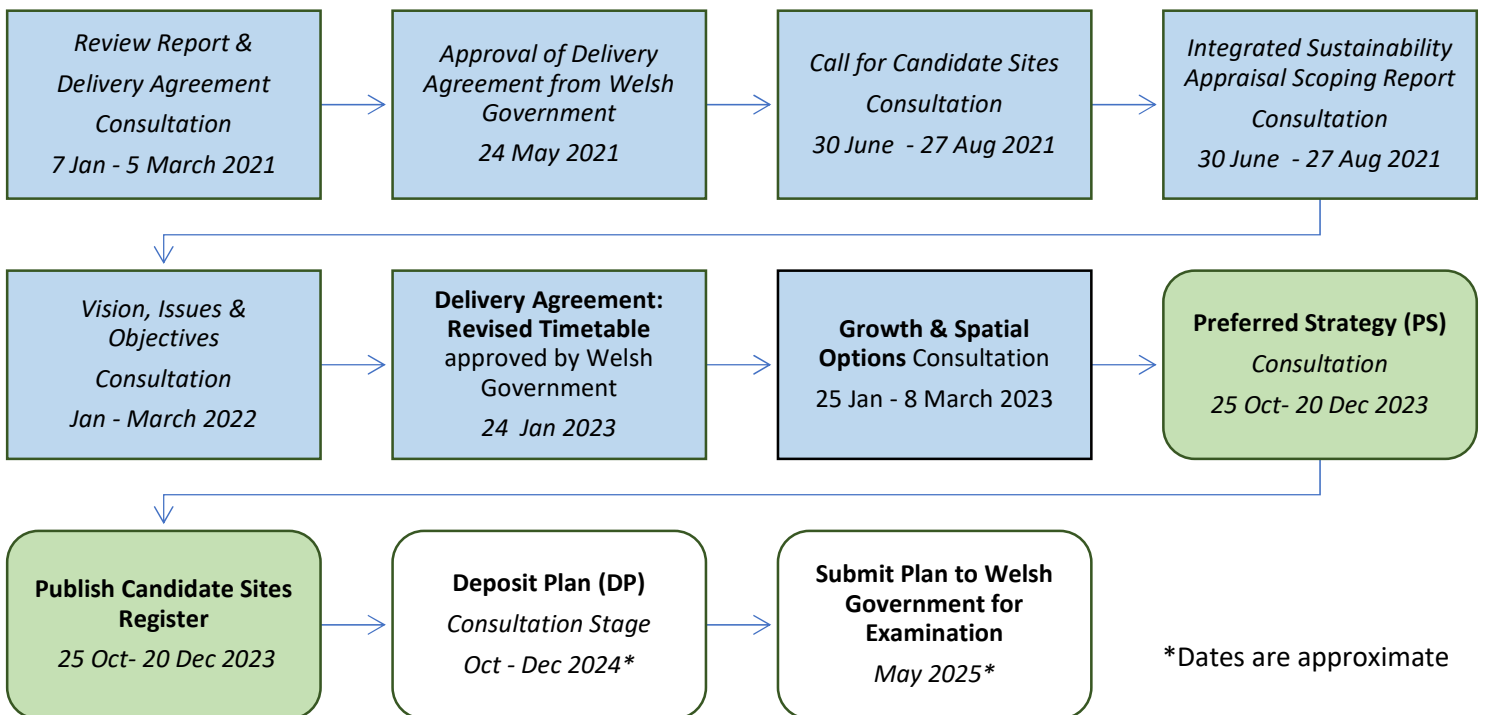 Review Report &
Delivery Agreement
Consultation
7 Jan - 5 March 2021
Approval of Delivery
Agreement from Welsh
Government
24 May 2021
Call for Candidate Sites
Consultation
30 June - 27 Aug 2021
Integrated Sustainability
Appraisal Scoping Report
Consultation
30 June - 27 Aug 2021
Vision, Issues &
Objectives
Consultation
Jan - March 2022
Delivery Agreement:
Revised Timetable
approved by Welsh
Government
24 Jan 2023
Growth & Spatial
Options Consultation
25 Jan - 8 March 2023
Preferred Strategy (PS)
Consultation
25 Oct- 20 Dec 2023
Publish Candidate Sites
Register
25 Oct- 20 Dec 2023
Deposit Plan (DP)
Consultation Stage
Oct - Dec 2024*
Submit Plan to Welsh
Government for
Examination
May 2025*
*Dates are approximate